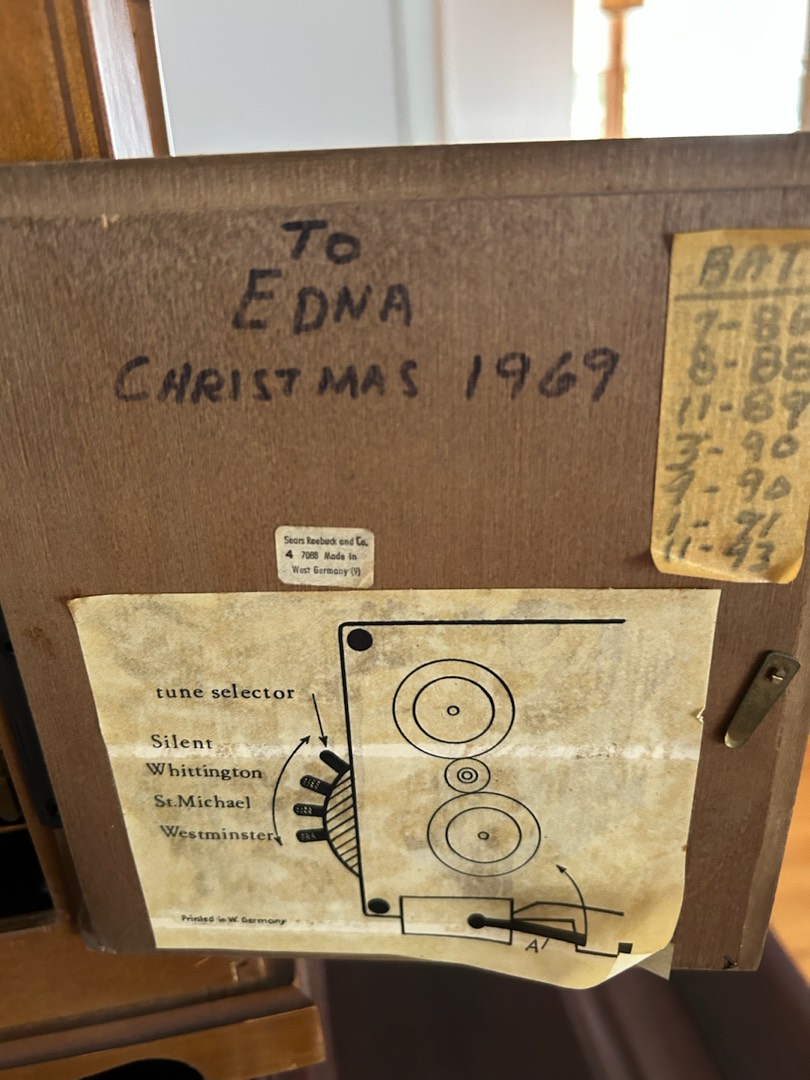 TO
EDNA
CHRISTMAS 1969
BAT
7-88
8-88
11-89
3-90
9-90
1-91
11-93
Sears Roebuck and Co.
4 7088 Made in
West Germany (9)
tune selector
Silent
Whittington
St.Michael
Westminster
Printed in W. Germany
A